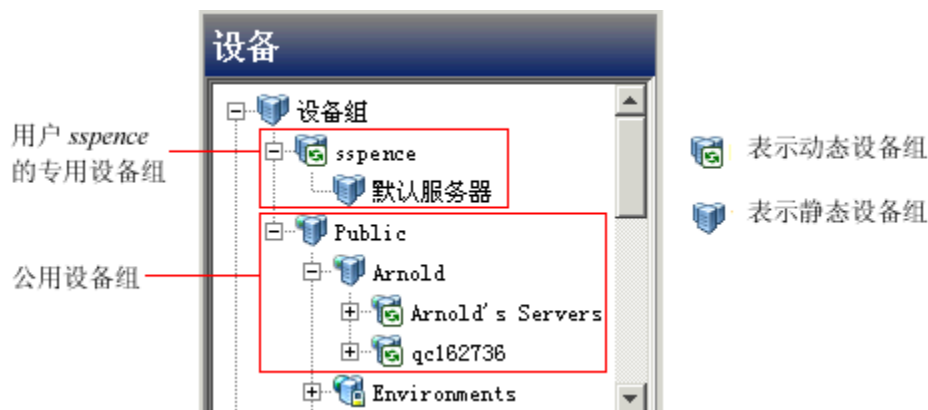 设备
设备组
用户 sspence
的专用设备组
sspence
默认服务器
表示动态设备组
表示静态设备组
公用设备组
Public
Arnold
Arnold's Servers
qc162736
Environments